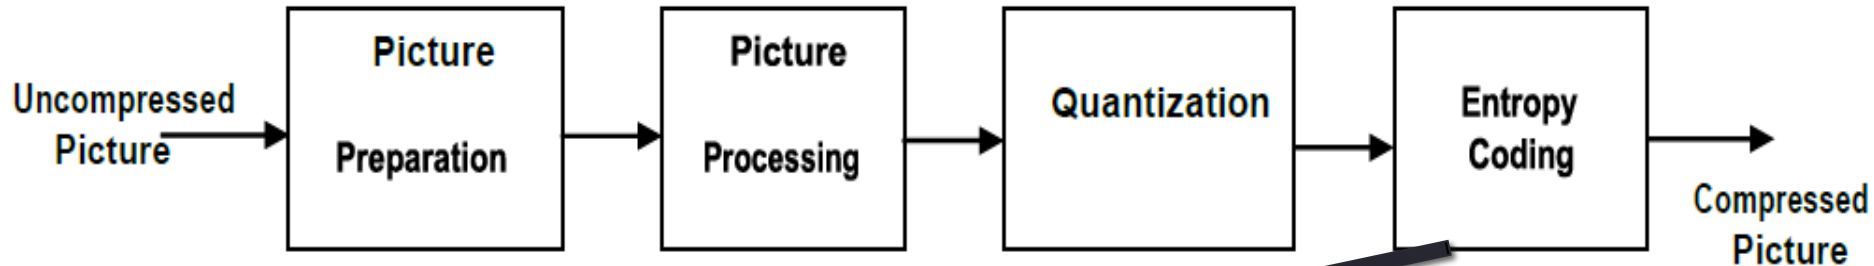 Uncompressed
Picture
Picture
Preparation
Picture
Processing
Quantization
Entropy
Coding
Compressed
Picture